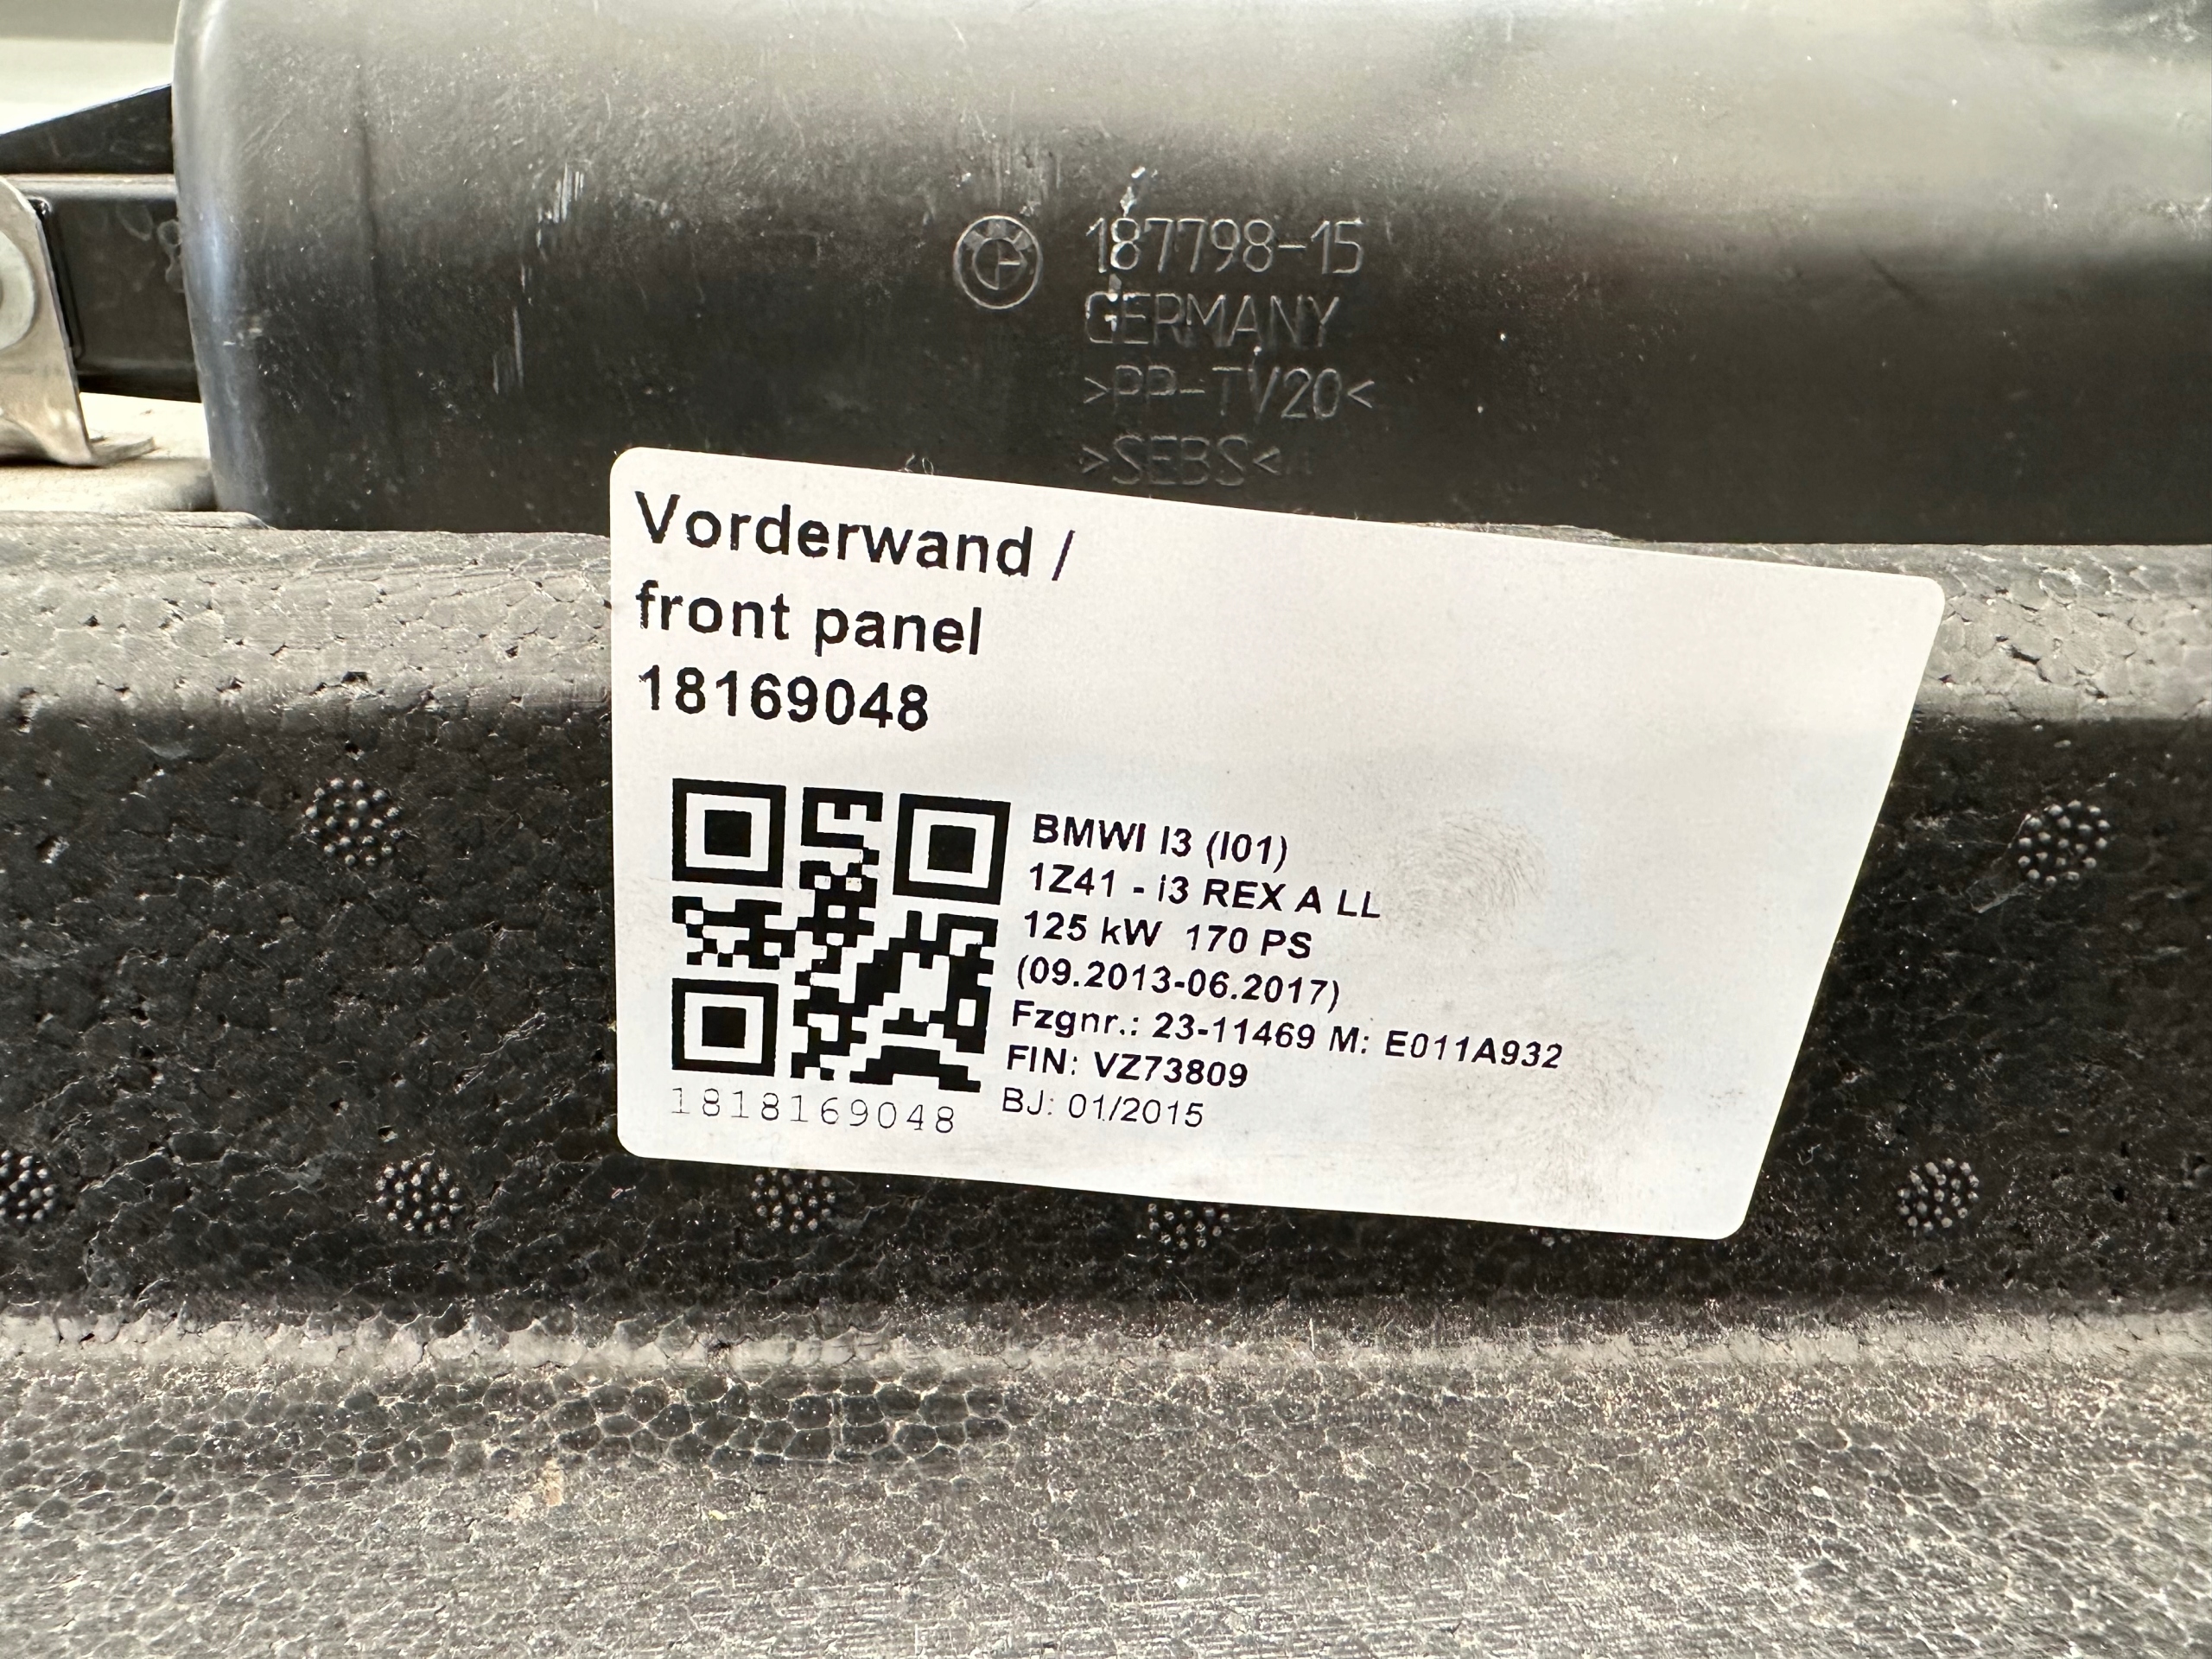 187798-15
GERMANY
>PP-TV20<
>SEBS<
Vorderwand /
front panel
18169048
BMWI I3 (I01)
1Z41 - i3 REX A LL
125 kW 170 PS
(09.2013-06.2017)
Fzgnr.: 23-11469 M: E011A932
FIN: VZ73809
BJ: 01/2015
1818169048